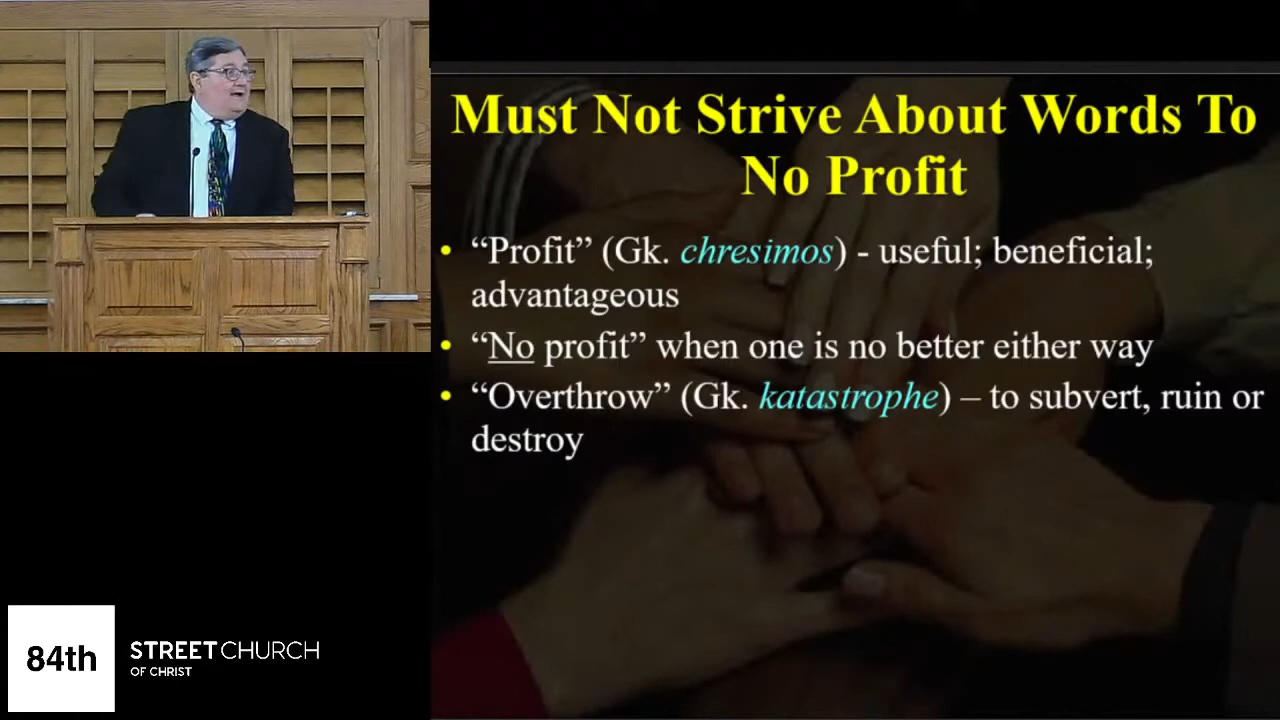 Must Not Strive About Words To
No Profit
• “Profit” (Gk. chresimos) - useful; beneficial;
advantageous
• “No profit” when one is no better either way
• “Overthrow” (Gk. katastrophe) – to subvert, ruin or
destroy
84th
STREET CHURCH
OF CHRIST